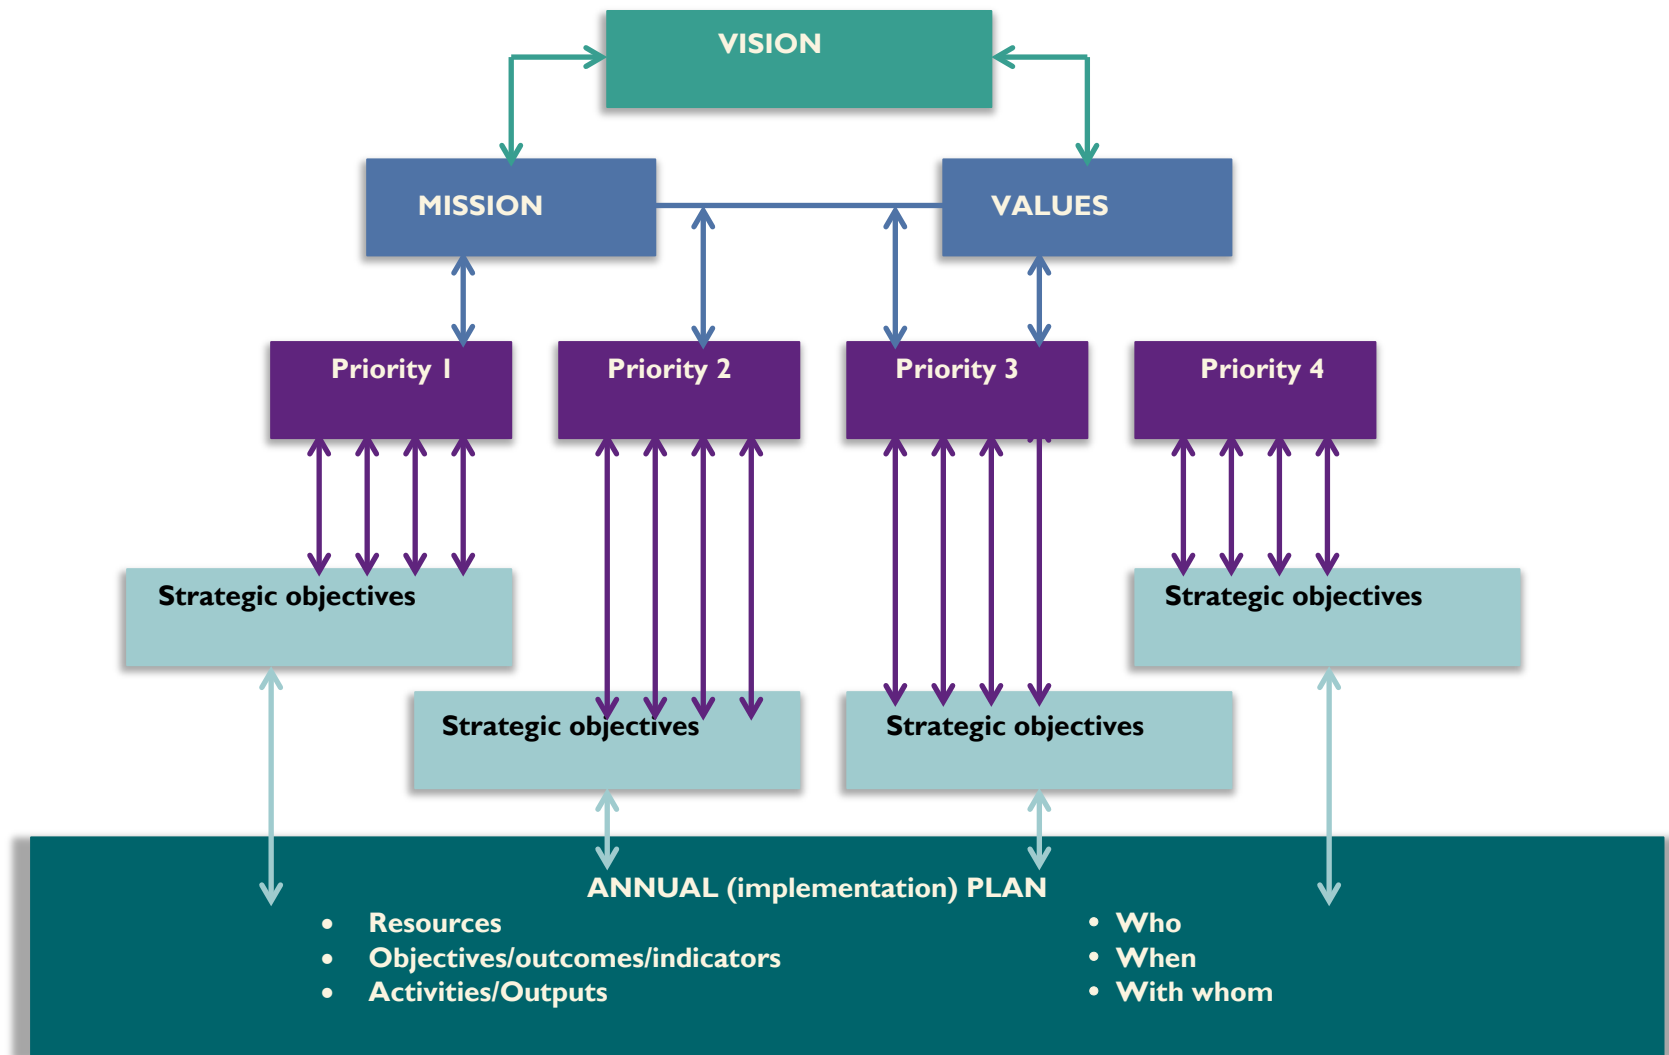 VISION
MISSION
VALUES
Priority 1
Priority 2
Priority 3
Priority 4
Strategic objectives
Strategic objectives
Strategic objectives
Strategic objectives
ANNUAL (implementation) PLAN
• Resources
• Objectives/outcomes/indicators
• Activities/Outputs
• Who
• When
• With whom